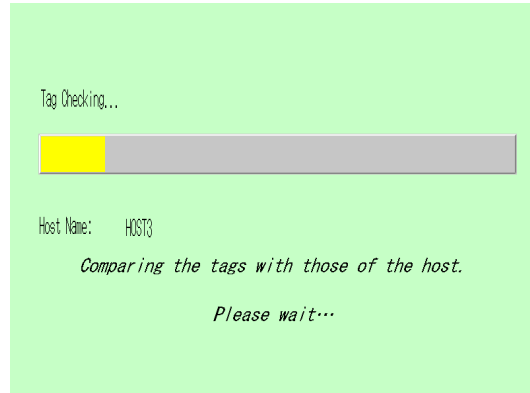 Tag Checking...
Host Name: HOST3
Comparing the tags with those of the host.
Please wait…